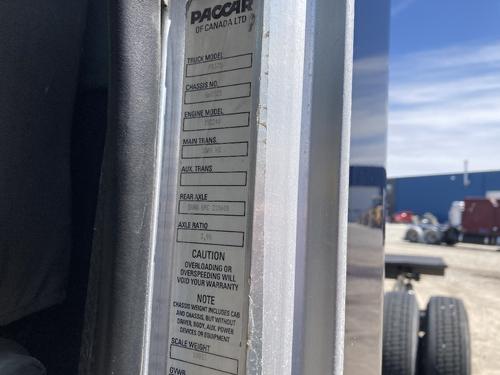 PACCAR
OF CANADA LTD
TRUCK MODEL
CHASSIS NO.
ENGINE MODEL
MAIN TRANS.
AUX. TRANS.
REAR AXLE
AXLE RATIO
CAUTION
OVERLOADING OR
OVERSPEEDING WILL
VOID YOUR WARRANTY
NOTE
CHASSIS WEIGHT INCLUDES CAB
AND CHASSIS, BUT WITHOUT
DRIVER, BODY, AUX. POWER
DEVICES OR EQUIPMENT
SCALE WEIGHT
GVWR